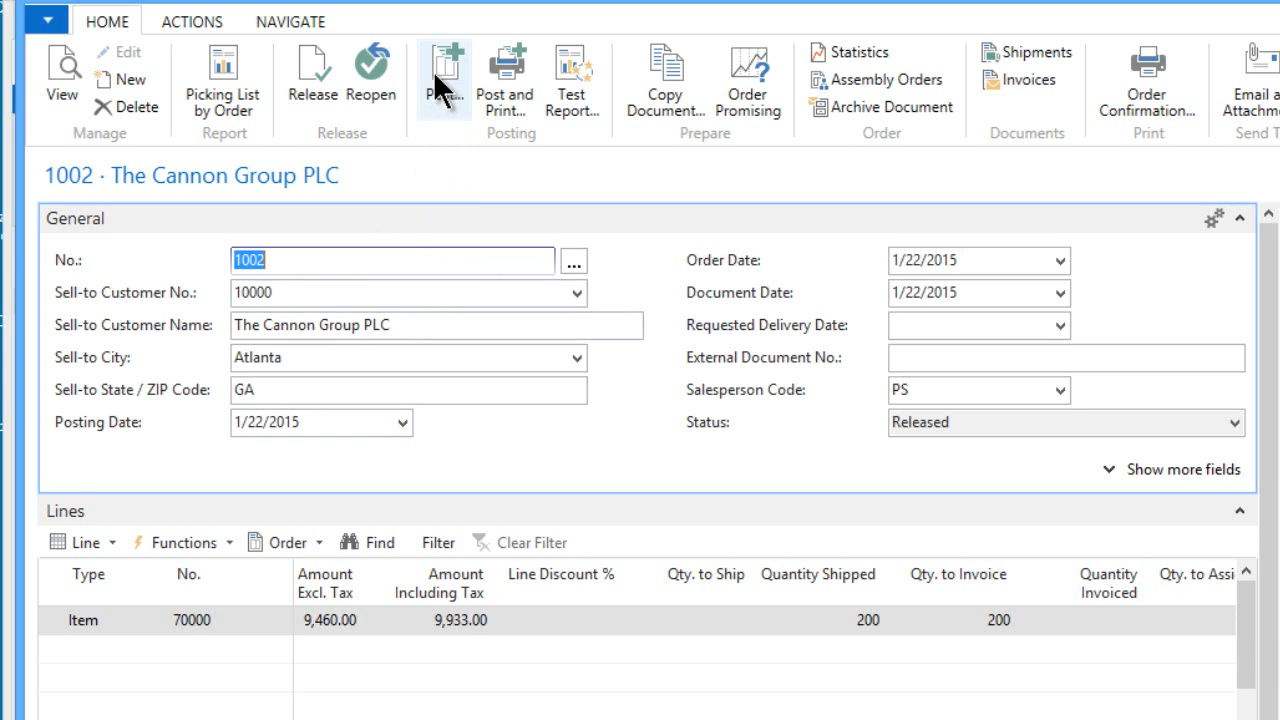 HOME ACTIONS NAVIGATE
View
Edit
New
Delete
Manage
Picking List
by Order
Report
Release Reopen
Release
Post and
Print...
Test
Report...
Posting
Copy
Document...
Order
Promising
Prepare
Statistics
Assembly Orders
Archive Document
Order
Shipments
Invoices
Documents
Order
Confirmation...
Print
Email a
Attachm
Send T
1002 · The Cannon Group PLC
General
No.: 1002 ...
Sell-to Customer No.: 10000
Sell-to Customer Name: The Cannon Group PLC
Sell-to City: Atlanta
Sell-to State / ZIP Code: GA
Posting Date: 1/22/2015
Order Date: 1/22/2015
Document Date: 1/22/2015
Requested Delivery Date:
External Document No.:
Salesperson Code: PS
Status: Released
Show more fields
Lines
Line Functions Order Find Filter Clear Filter
Type No. Amount Excl. Tax Amount Including Tax Line Discount % Qty. to Ship Quantity Shipped Qty. to Invoice Quantity Invoiced Qty. to Assi
Item 70000 9,460.00 9,933.00 200 200